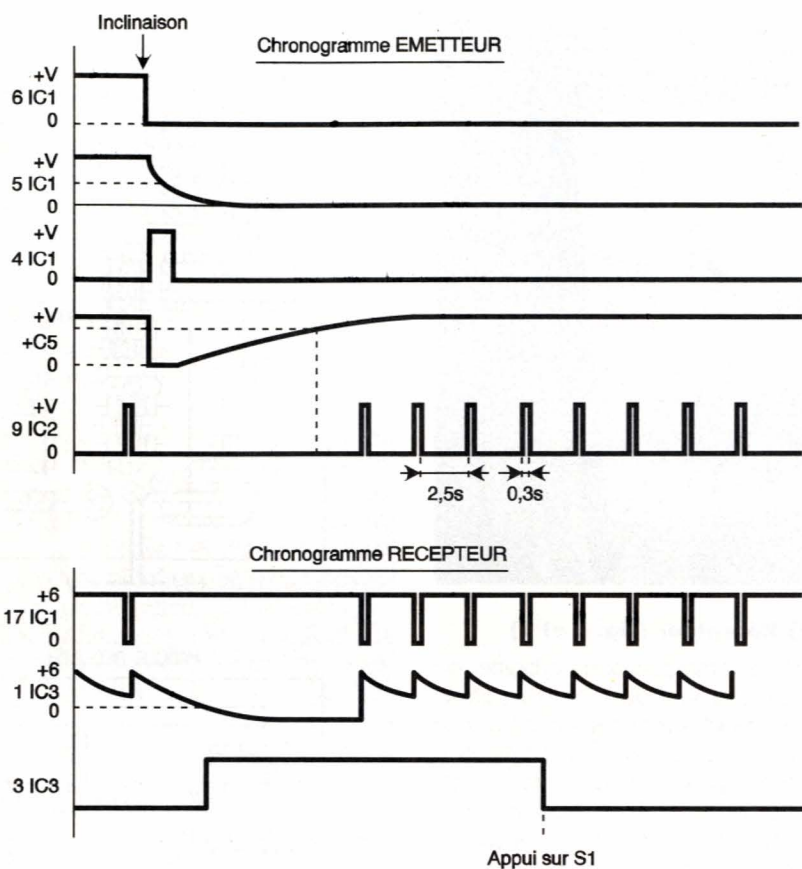 Inclinaison
Chronogramme EMETTEUR
+V
6 IC1
0
+V
5 IC1
0
+V
4 IC1
0
+V
+C5
0
+V
9 IC2
0
2,5s
0,3s
Chronogramme RECEPTEUR
+6
17 IC1
0
+6
1 IC3
0
3 IC3
Appui sur S1